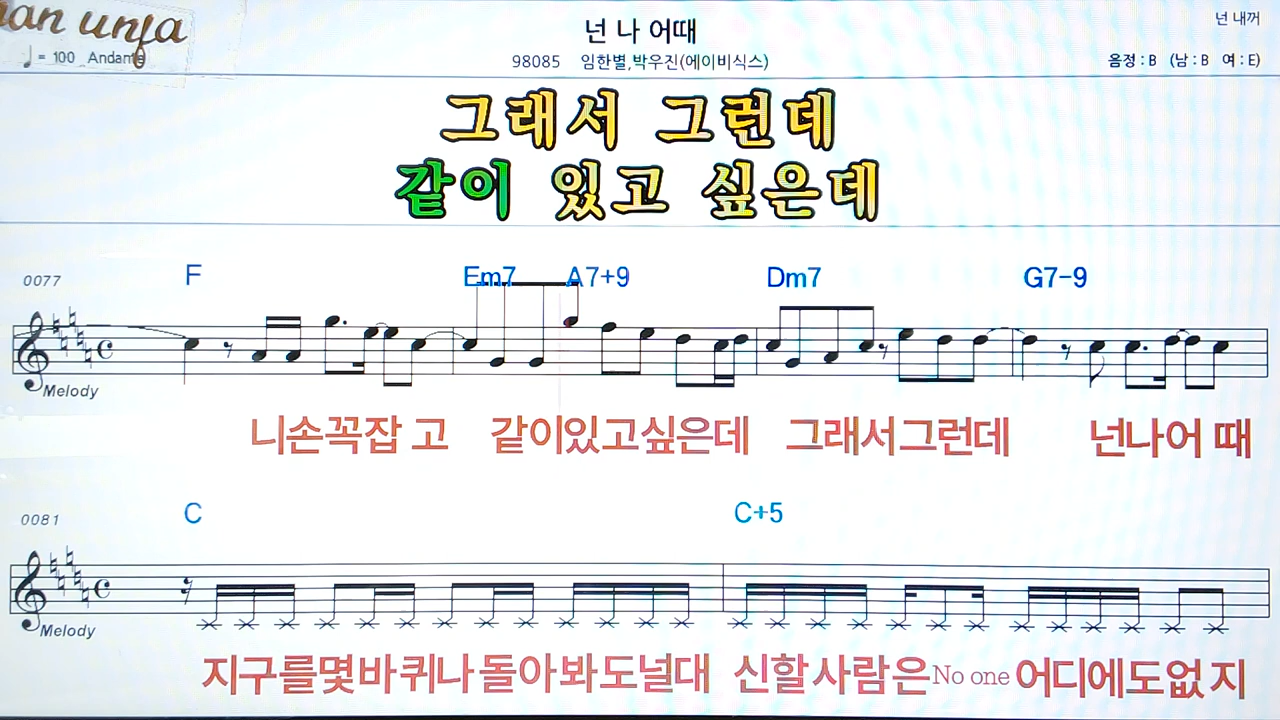 nan unja
♩ = 100 Andante
넌 나 어때
98085 임한별,박우진(에이비식스)
넌 내꺼
음정 : B (남 : B 여 : E)
그래서 그런데
같이 있고 싶은데
0077 F Em7 A7+9 Dm7 G7-9
Melody
니손꼭잡 고 같이있고싶은데 그래서그런데 넌나어 때
0081 C C+5
Melody
지구를몇바퀴나돌아봐도널대 신할사람은No one어디에도없지